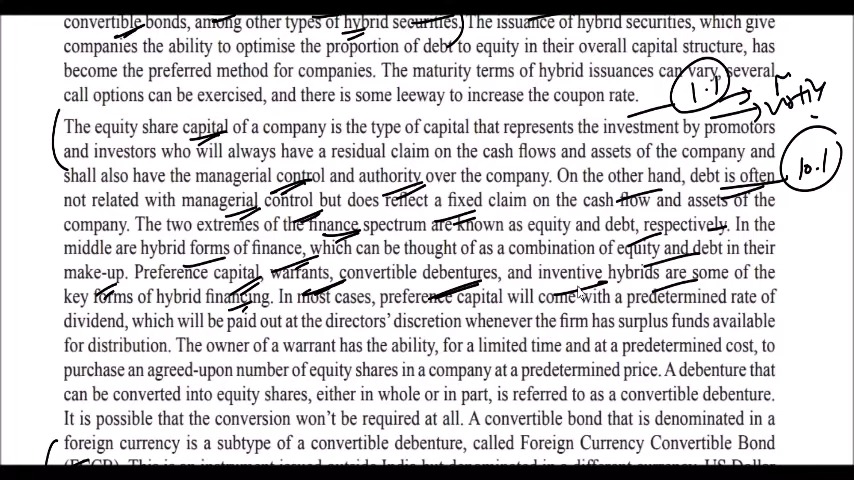 convertible bonds, among other types of hybrid securities. The issuance of hybrid securities, which give
companies the ability to optimise the proportion of debt to equity in their overall capital structure, has
become the preferred method for companies. The maturity terms of hybrid issuances can vary, several
call options can be exercised, and there is some leeway to increase the coupon rate.
1.1
The equity share capital of a company is the type of capital that represents the investment by promotors
and investors who will always have a residual claim on the cash flows and assets of the company and
10.1
shall also have the managerial control and authority over the company. On the other hand, debt is often
not related with managerial control but does reflect a fixed claim on the cash flow and assets of the
company. The two extremes of the finance spectrum are known as equity and debt, respectively. In the
middle are hybrid forms of finance, which can be thought of as a combination of equity and debt in their
make-up. Preference capital, warrants, convertible debentures, and inventive hybrids are some of the
key forms of hybrid financing. In most cases, preference capital will come with a predetermined rate of
dividend, which will be paid out at the directors' discretion whenever the firm has surplus funds available
for distribution. The owner of a warrant has the ability, for a limited time and at a predetermined cost, to
purchase an agreed-upon number of equity shares in a company at a predetermined price. A debenture that
can be converted into equity shares, either in whole or in part, is referred to as a convertible debenture.
It is possible that the conversion won't be required at all. A convertible bond that is denominated in a
foreign currency is a subtype of a convertible debenture, called Foreign Currency Convertible Bond
This is an instrument issued outside India but denominated in a different currency, US Dollar